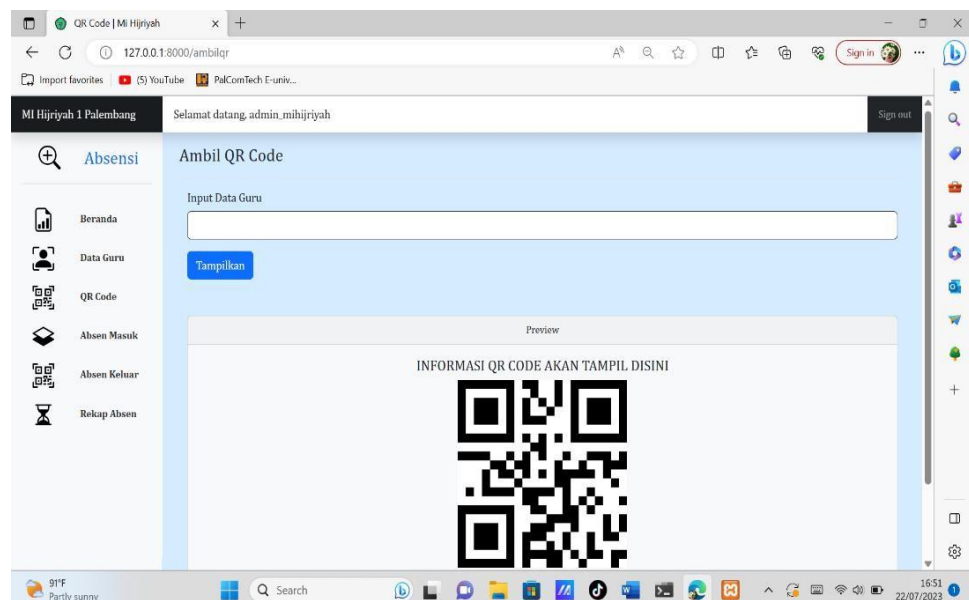 QR Code | Mi Hijriyah
127.0.0.1:8000/ambilqr
Sign in
Import favorites
(5) YouTube
PalComTech E-univ...
MI Hijriyah 1 Palembang
Selamat datang, admin_mihijriyah
Sign out
Absensi
Ambil QR Code
Input Data Guru
Beranda
Data Guru
Tampilkan
QR Code
Absen Masuk
Preview
INFORMASI QR CODE AKAN TAMPIL DISINI
Absen Keluar
Rekap Absen
91°F
Partly sunny
Search
16:51
22/07/2023